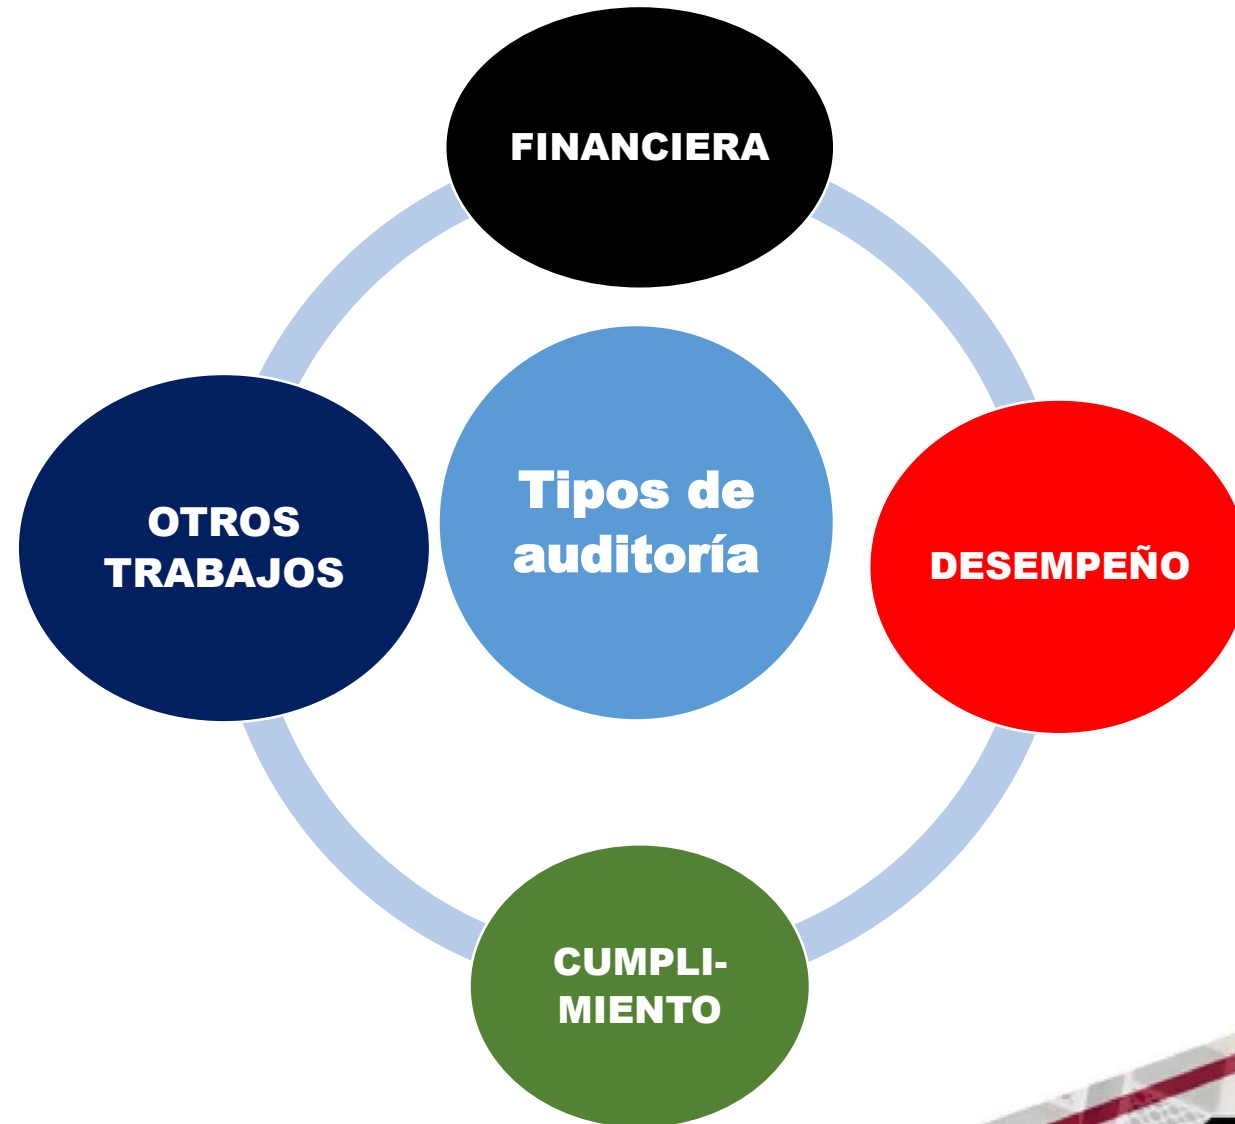 FINANCIERA
Tipos de
auditoría
OTROS
TRABAJOS
DESEMPEÑO
CUMPLI-
MIENTO